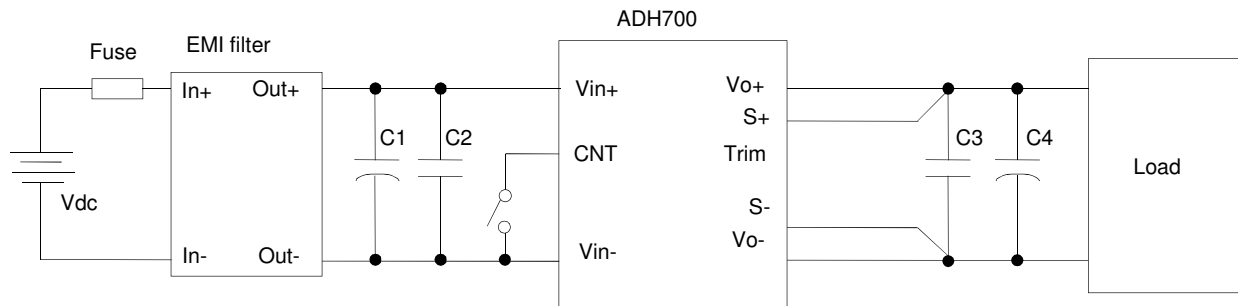 ADH700
Fuse
EMI filter
In+ Out+
Vin+ Vo+
S+
C1 C2
CNT Trim
C3 C4
Load
Vdc
S-
In- Out-
Vin- Vo-